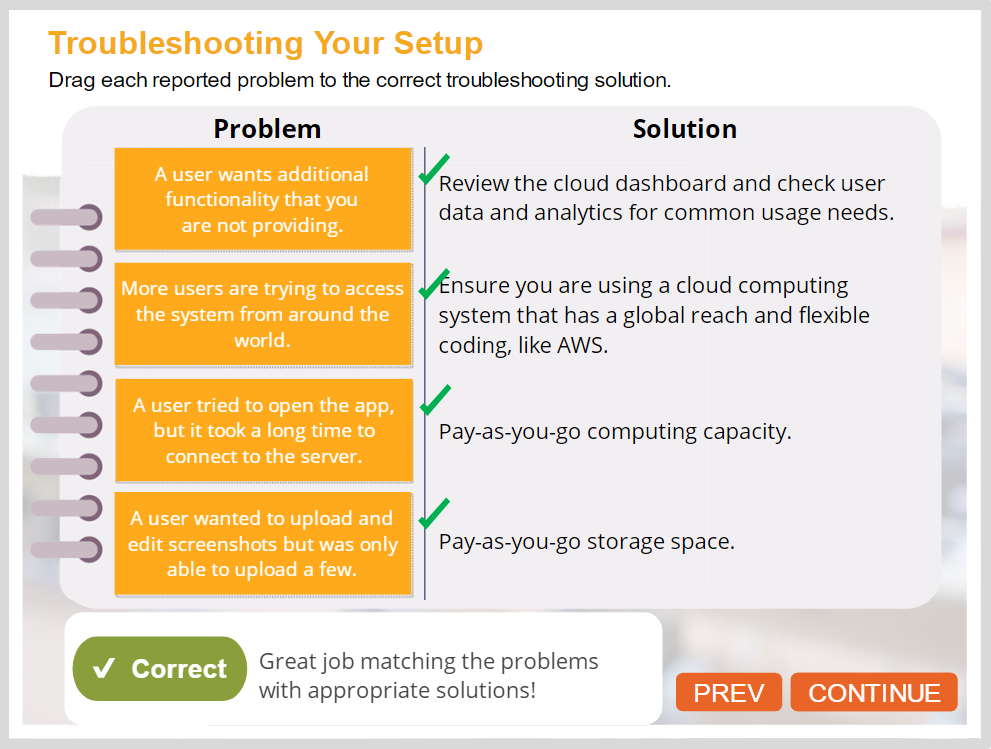 Troubleshooting Your Setup
Drag each reported problem to the correct troubleshooting solution.
Problem
Solution
A user wants additional
functionality that you
are not providing.
Review the cloud dashboard and check user
data and analytics for common usage needs.
More users are trying to access
the system from around the
world.
Ensure you are using a cloud computing
system that has a global reach and flexible
coding, like AWS.
A user tried to open the app,
but it took a long time to
connect to the server.
Pay-as-you-go computing capacity.
A user wanted to upload and
edit screenshots but was only
able to upload a few.
Pay-as-you-go storage space.
Correct
Great job matching the problems
with appropriate solutions!
PREV
CONTINUE